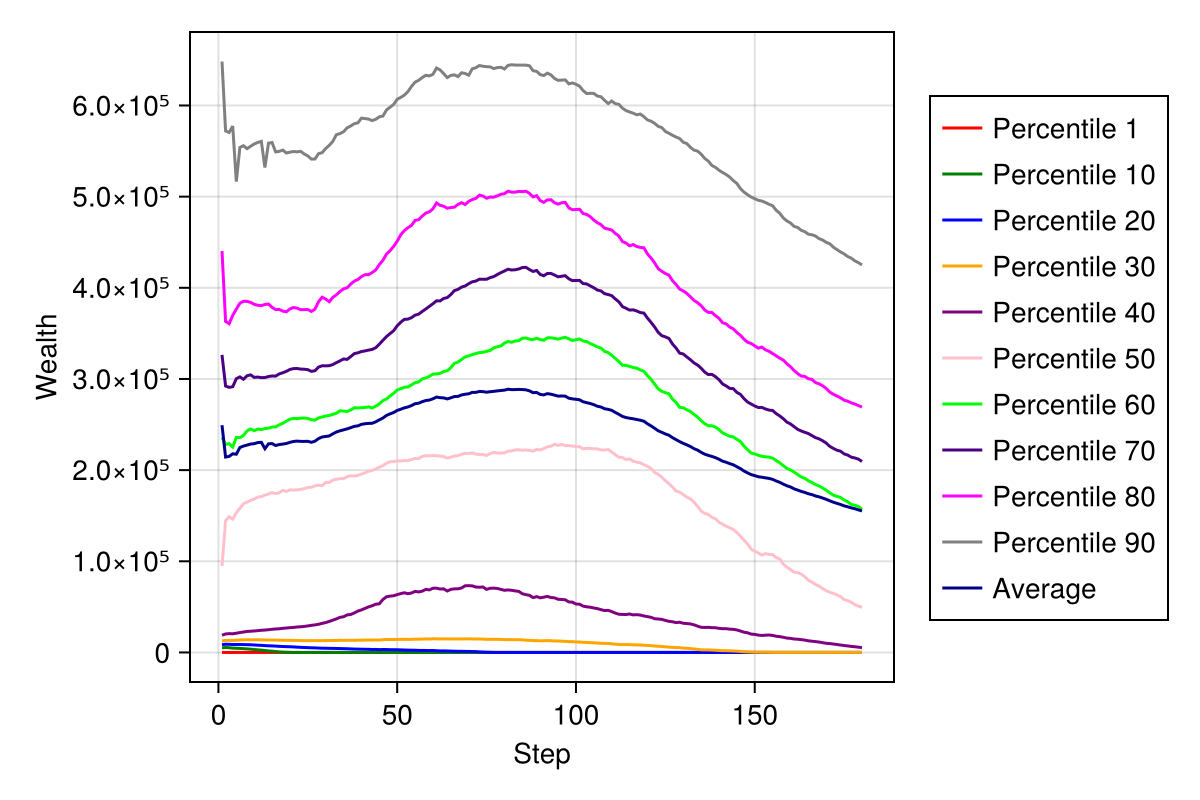 6.0×10⁵
5.0×10⁵
4.0×10⁵
3.0×10⁵
2.0×10⁵
1.0×10⁵
0
Wealth
0 50 100 150
Step
Percentile 1
Percentile 10
Percentile 20
Percentile 30
Percentile 40
Percentile 50
Percentile 60
Percentile 70
Percentile 80
Percentile 90
Average